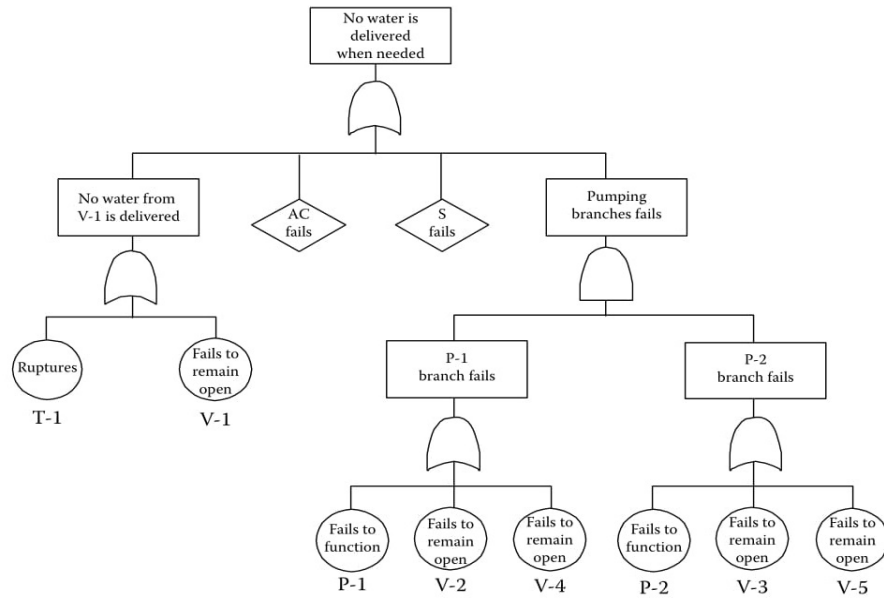 No water is
delivered
when needed
No water from
V-1 is delivered
AC
fails
S
fails
Pumping
branches fails
Ruptures
T-1
Fails to
remain
open
V-1
P-1
branch fails
P-2
branch fails
Fails to
function
P-1
Fails to
remain
open
V-2
Fails to
remain
open
V-4
Fails to
function
P-2
Fails to
remain
open
V-3
Fails to
remain
open
V-5